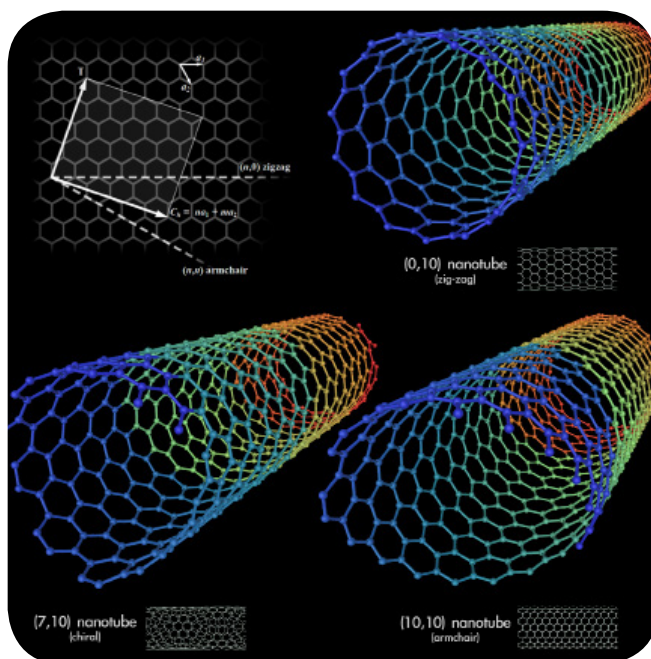 T
a₁
a₂
(n,0) zigzag
Cₕ = na₁ + ma₂
(n,n) armchair
(0,10) nanotube
(zig-zag)
(7,10) nanotube
(chiral)
(10,10) nanotube
(armchair)